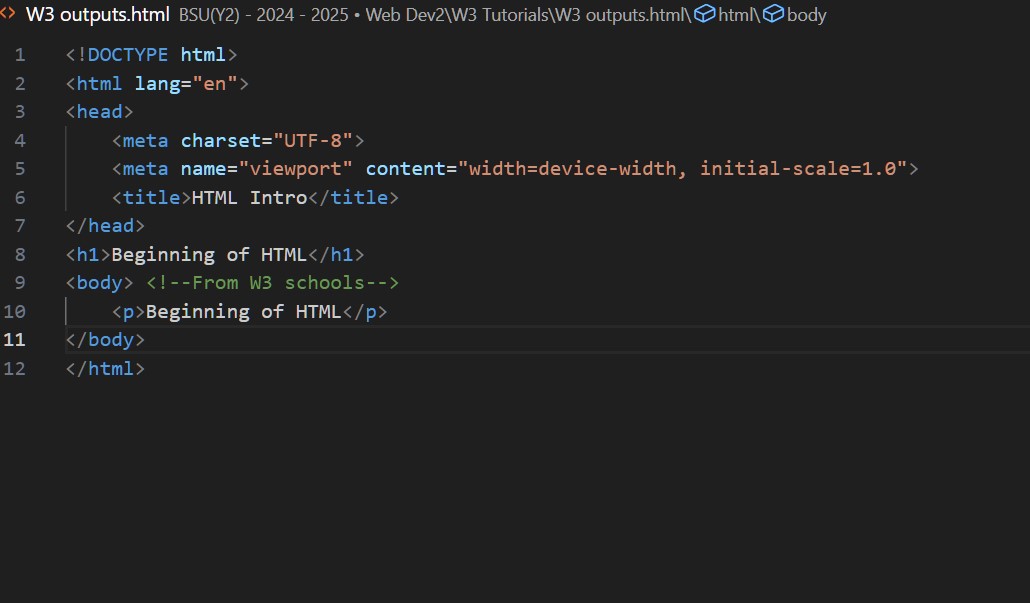 <> W3 outputs.html BSU(Y2) - 2024 - 2025 • Web Dev2\W3 Tutorials\W3 outputs.html\html\body
1 <!DOCTYPE html>
2 <html lang="en">
3 <head>
4     <meta charset="UTF-8">
5     <meta name="viewport" content="width=device-width, initial-scale=1.0">
6     <title>HTML Intro</title>
7 </head>
8 <h1>Beginning of HTML</h1>
9 <body> <!--From W3 schools-->
10     <p>Beginning of HTML</p>
11 </body>
12 </html>